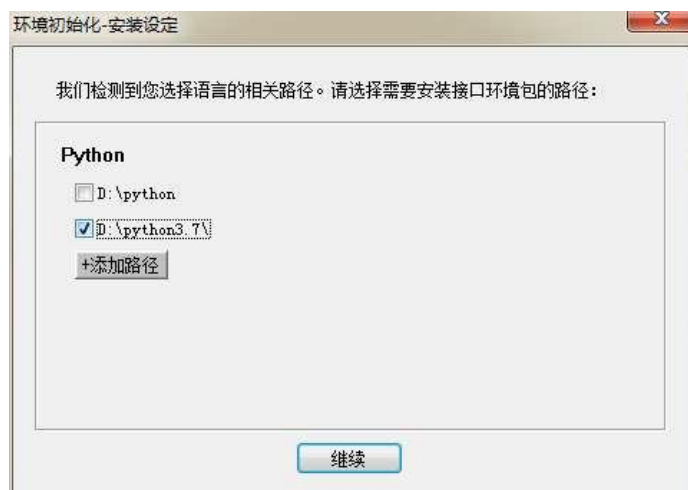 环境初始化-安装设定
我们检测到您选择语言的相关路径。请选择需要安装接口环境包的路径：
Python
D:\python
D:\python3.7\
+添加路径
继续